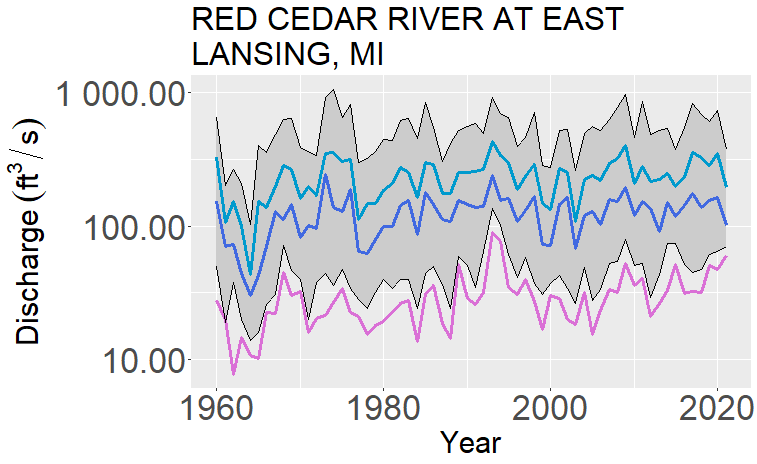 RED CEDAR RIVER AT EAST
LANSING, MI
Discharge (ft³/s)
1 000.00
100.00
10.00
1960 1980 2000 2020
Year